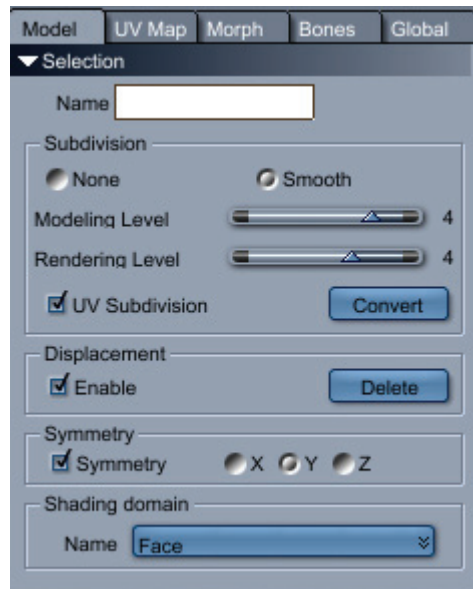 Model UV Map Morph Bones Global
Selection
Name
Subdivision
None Smooth
Modeling Level 4
Rendering Level 4
UV Subdivision Convert
Displacement
Enable Delete
Symmetry
Symmetry X Y Z
Shading domain
Name Face